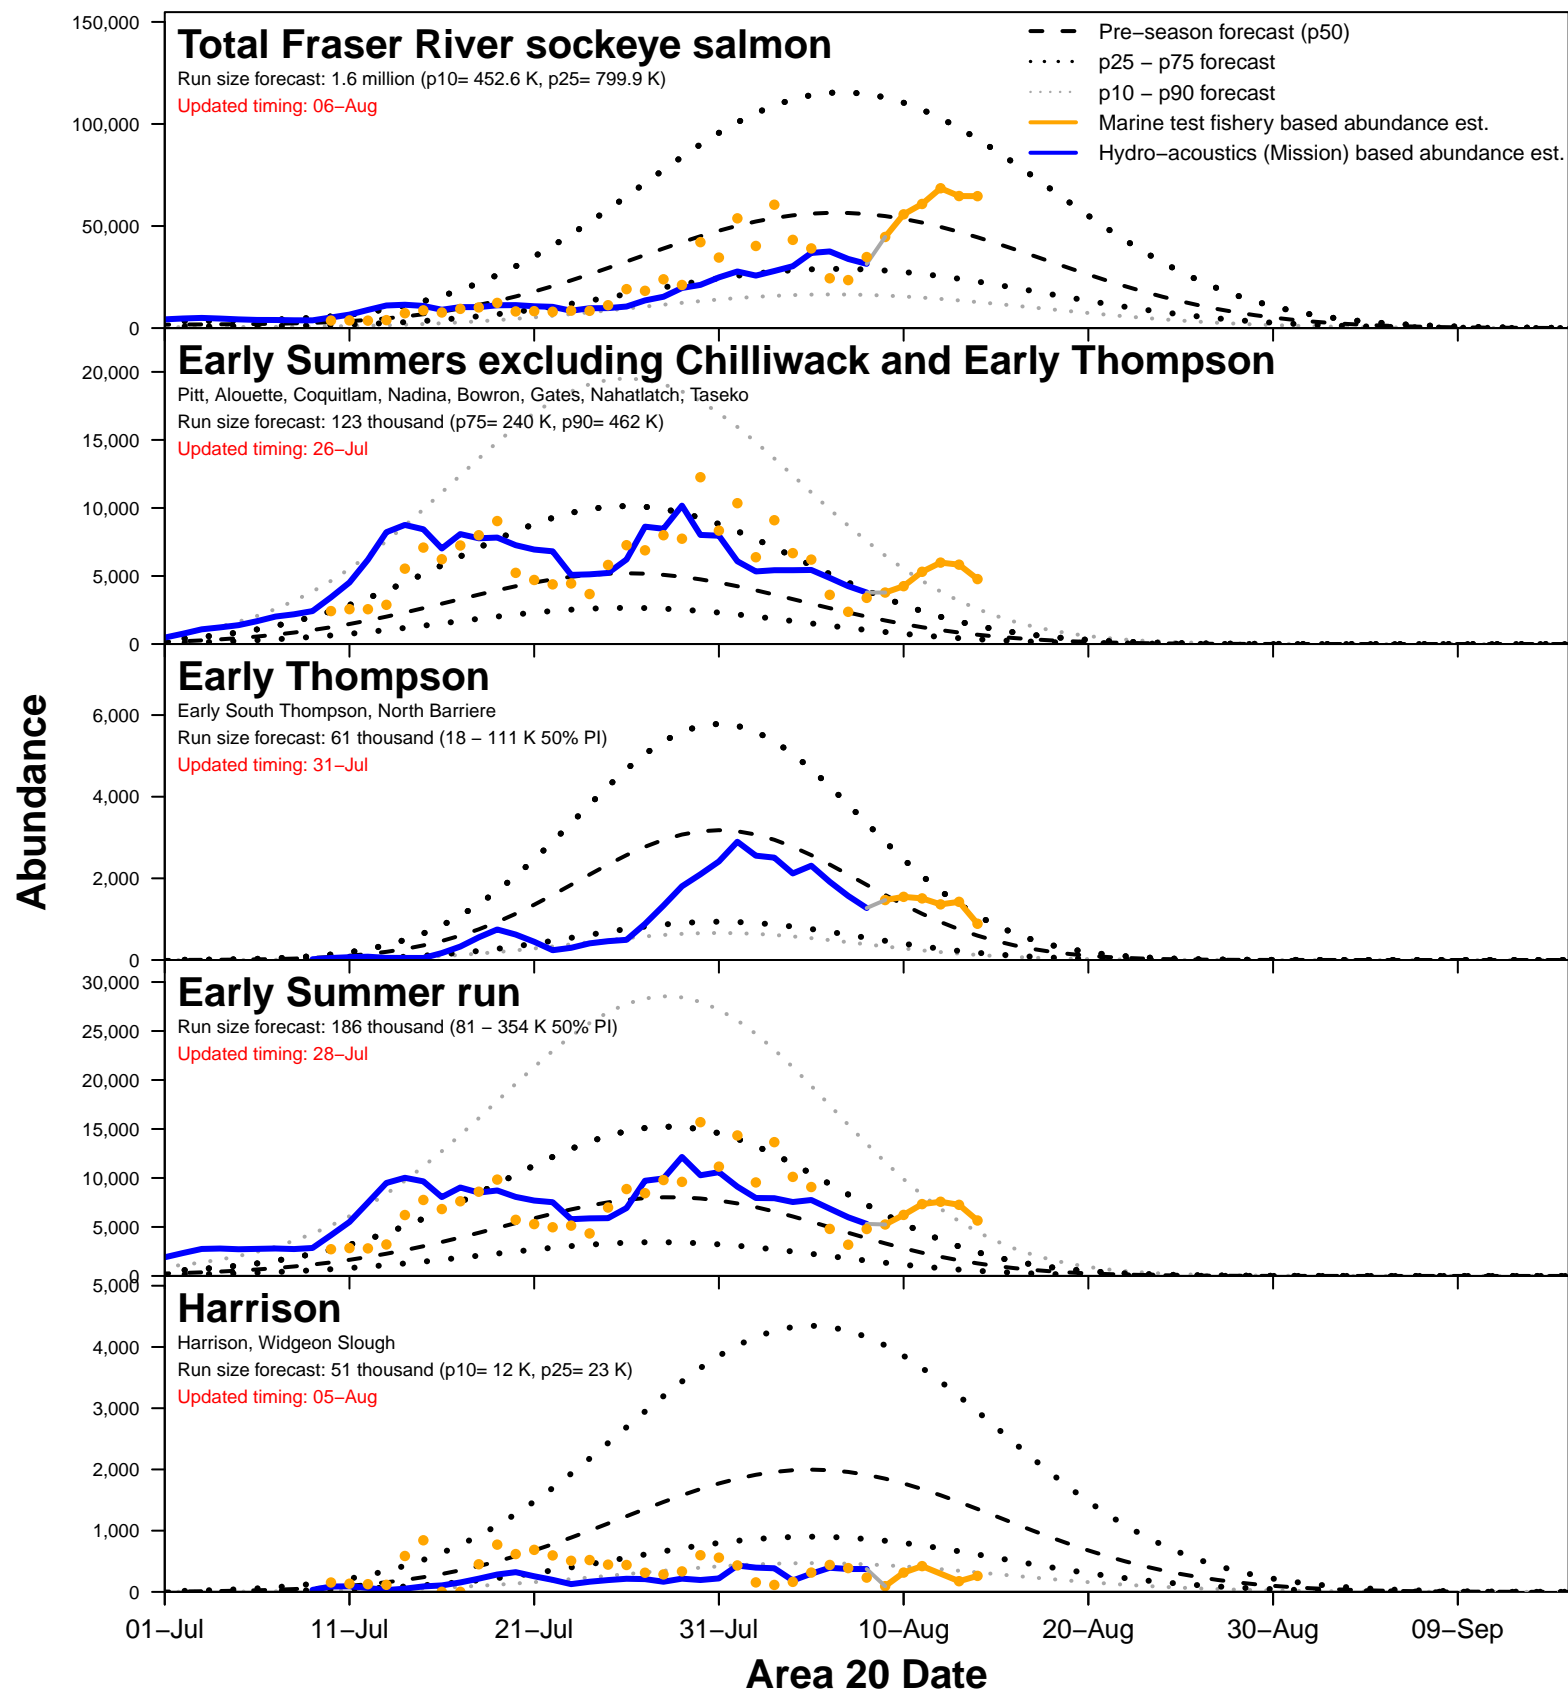 Total Fraser River sockeye salmon
Run size forecast: 1.6 million (p10= 452.6 K, p25= 799.9 K)
Updated timing: 06−Aug
Pre−season forecast (p50)
p25 − p75 forecast
p10 − p90 forecast
Marine test fishery based abundance est.
Hydro−acoustics (Mission) based abundance est.
150,000
100,000
50,000
0
Early Summers excluding Chilliwack and Early Thompson
Pitt, Alouette, Coquitlam, Nadina, Bowron, Gates, Nahatlatch, Taseko
Run size forecast: 123 thousand (p75= 240 K, p90= 462 K)
Updated timing: 26−Jul
20,000
15,000
10,000
5,000
0
Early Thompson
Early South Thompson, North Barriere
Run size forecast: 61 thousand (18 − 111 K 50% PI)
Updated timing: 31−Jul
6,000
4,000
2,000
0
Early Summer run
Run size forecast: 186 thousand (81 − 354 K 50% PI)
Updated timing: 28−Jul
30,000
25,000
20,000
15,000
10,000
5,000
0
Harrison
Harrison, Widgeon Slough
Run size forecast: 51 thousand (p10= 12 K, p25= 23 K)
Updated timing: 05−Aug
5,000
4,000
3,000
2,000
1,000
0
01−Jul
11−Jul
21−Jul
31−Jul
10−Aug
20−Aug
30−Aug
09−Sep
Area 20 Date
Abundance